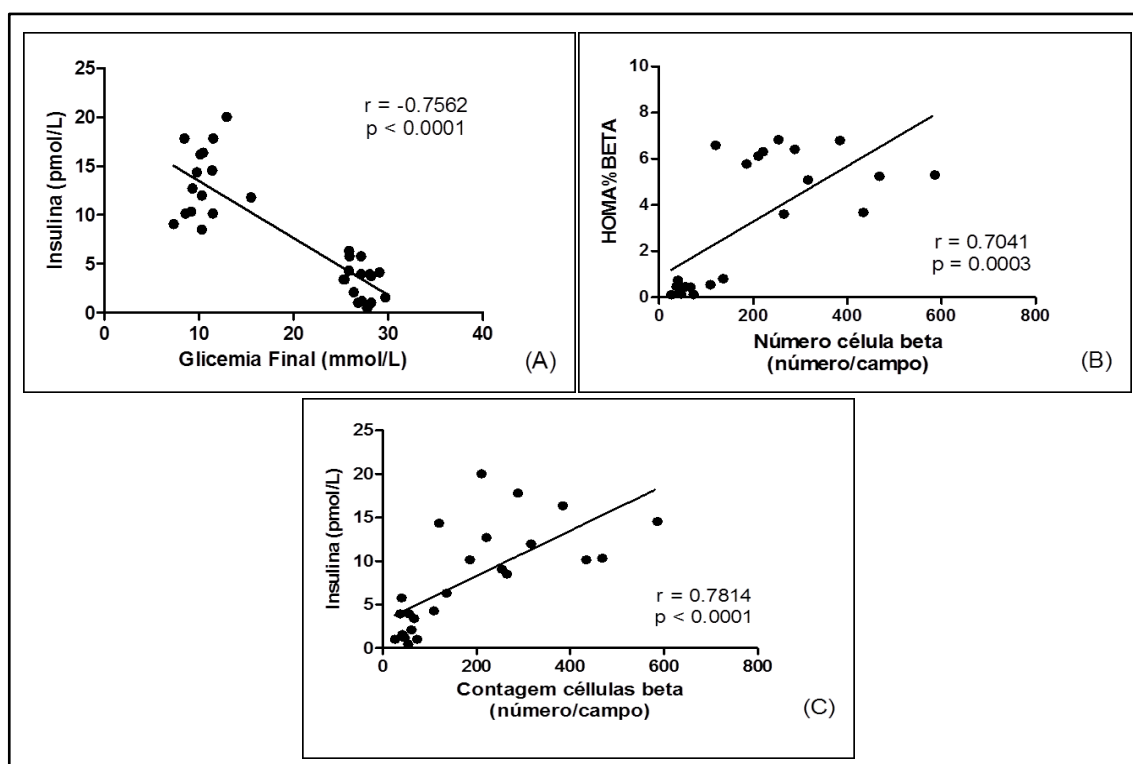 25
20
15
10
5
0
Insulina (pmol/L)
r = -0.7562
p < 0.0001
0 10 20 30 40
Glicemia Final (mmol/L)
(A)
10
8
6
4
2
0
HOMA%BETA
r = 0.7041
p = 0.0003
0 200 400 600 800
Número célula beta
(número/campo)
(B)
25
20
15
10
5
0
Insulina (pmol/L)
r = 0.7814
p < 0.0001
0 200 400 600 800
Contagem céllulas beta
(número/campo)
(C)